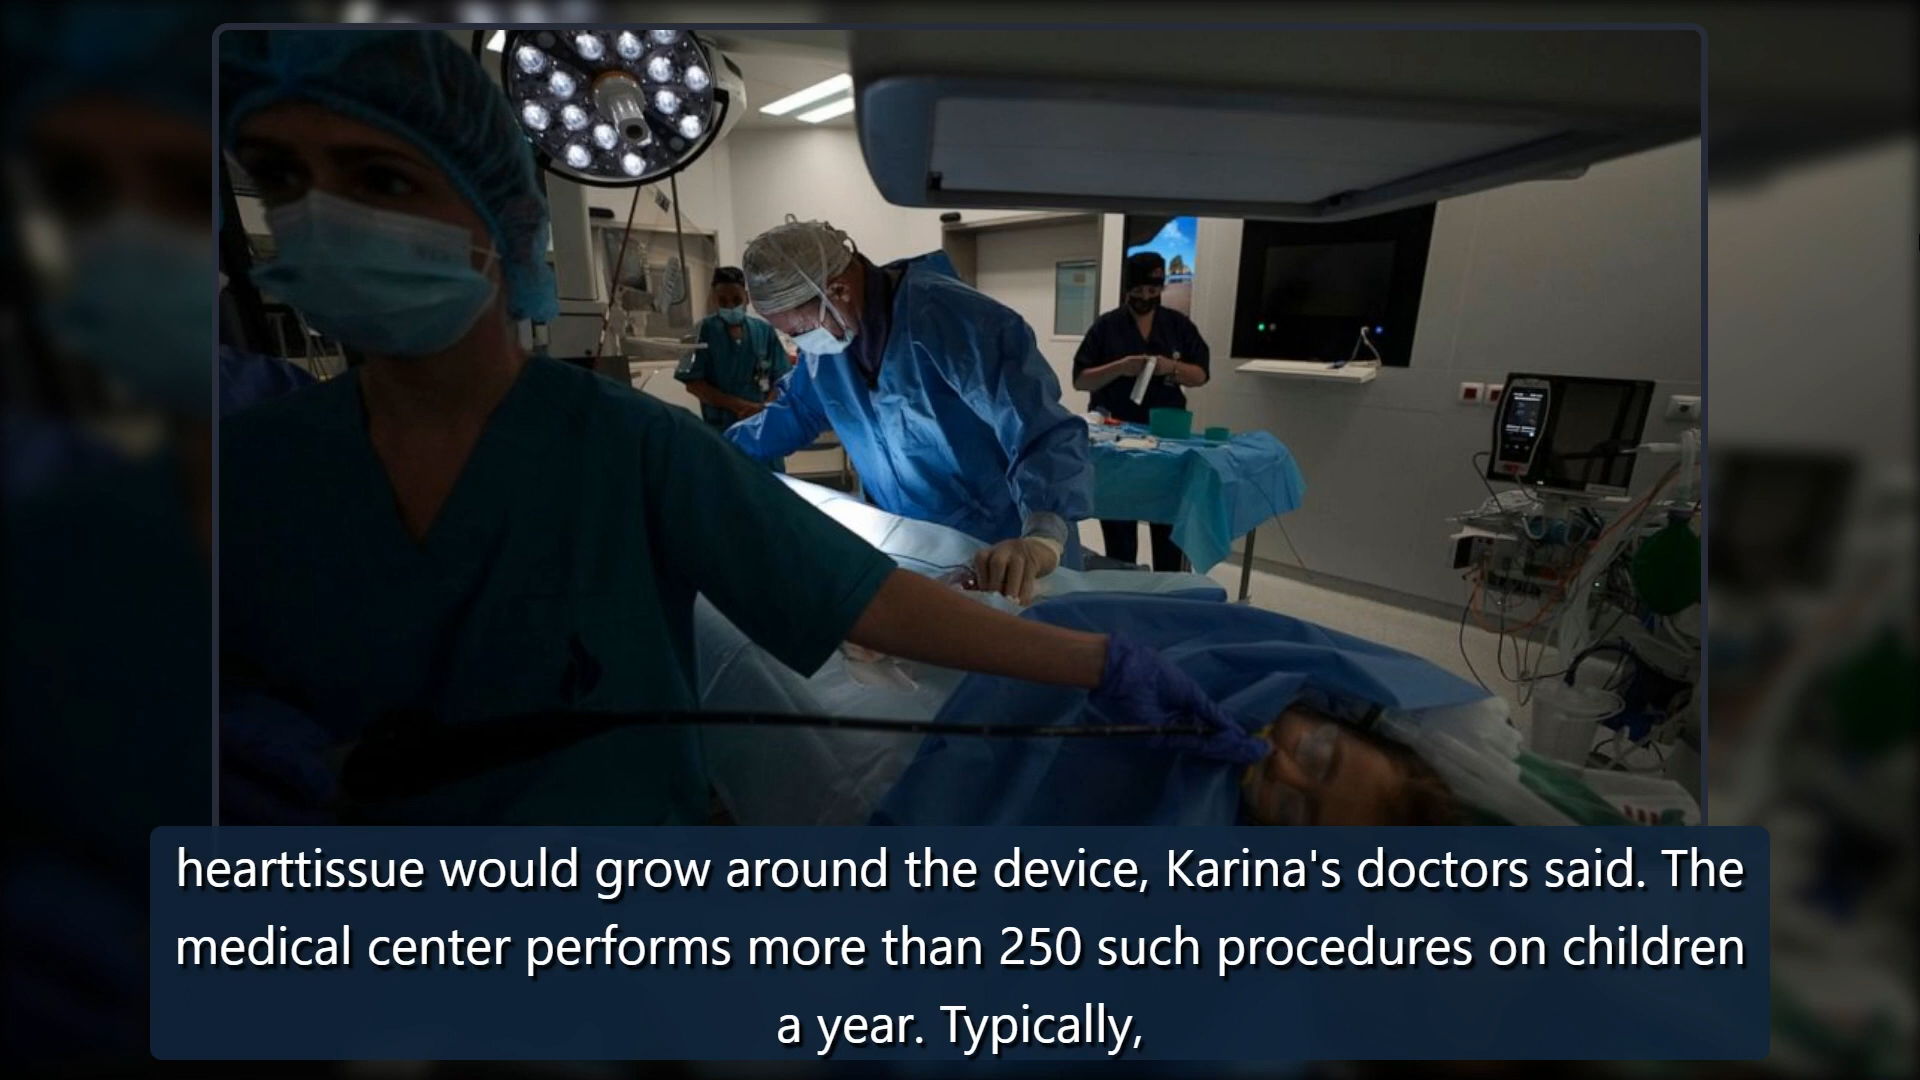 hearttissue would grow around the device, Karina's doctors said. The
medical center performs more than 250 such procedures on children
a year. Typically,